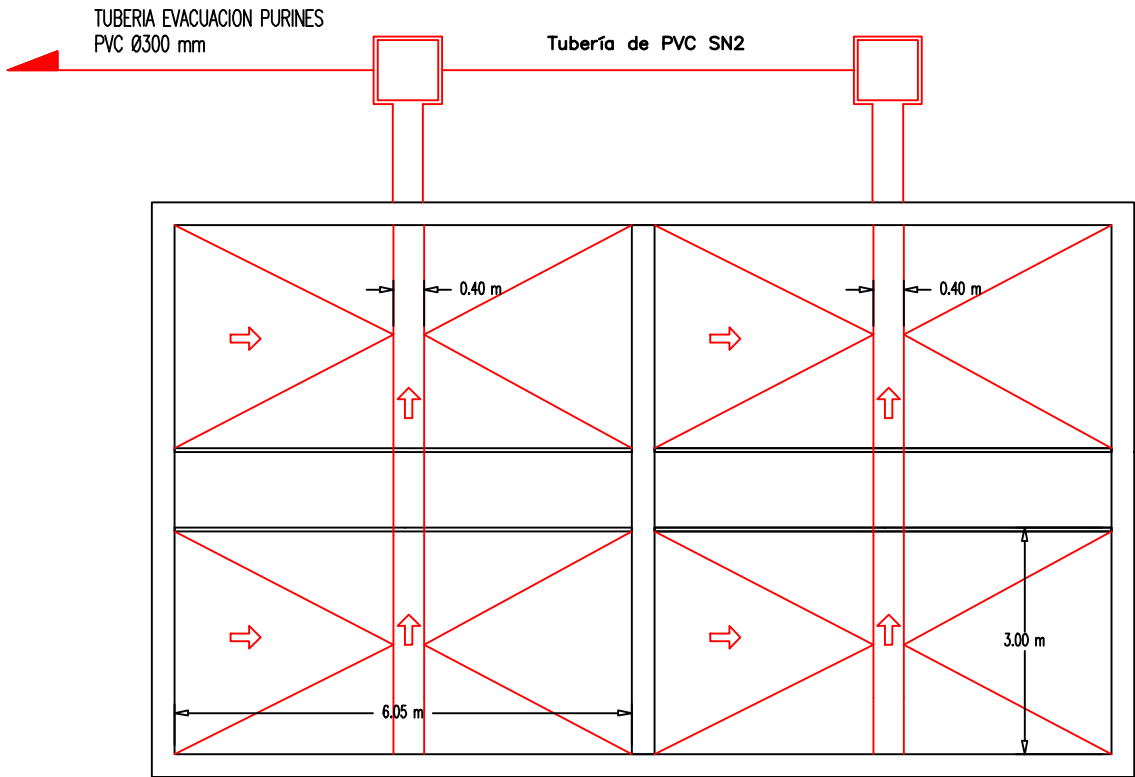 TUBERIA EVACUACION PURINES
PVC Ø300 mm
Tubería de PVC SN2
0.40 m
0.40 m
3.00 m
6.05 m